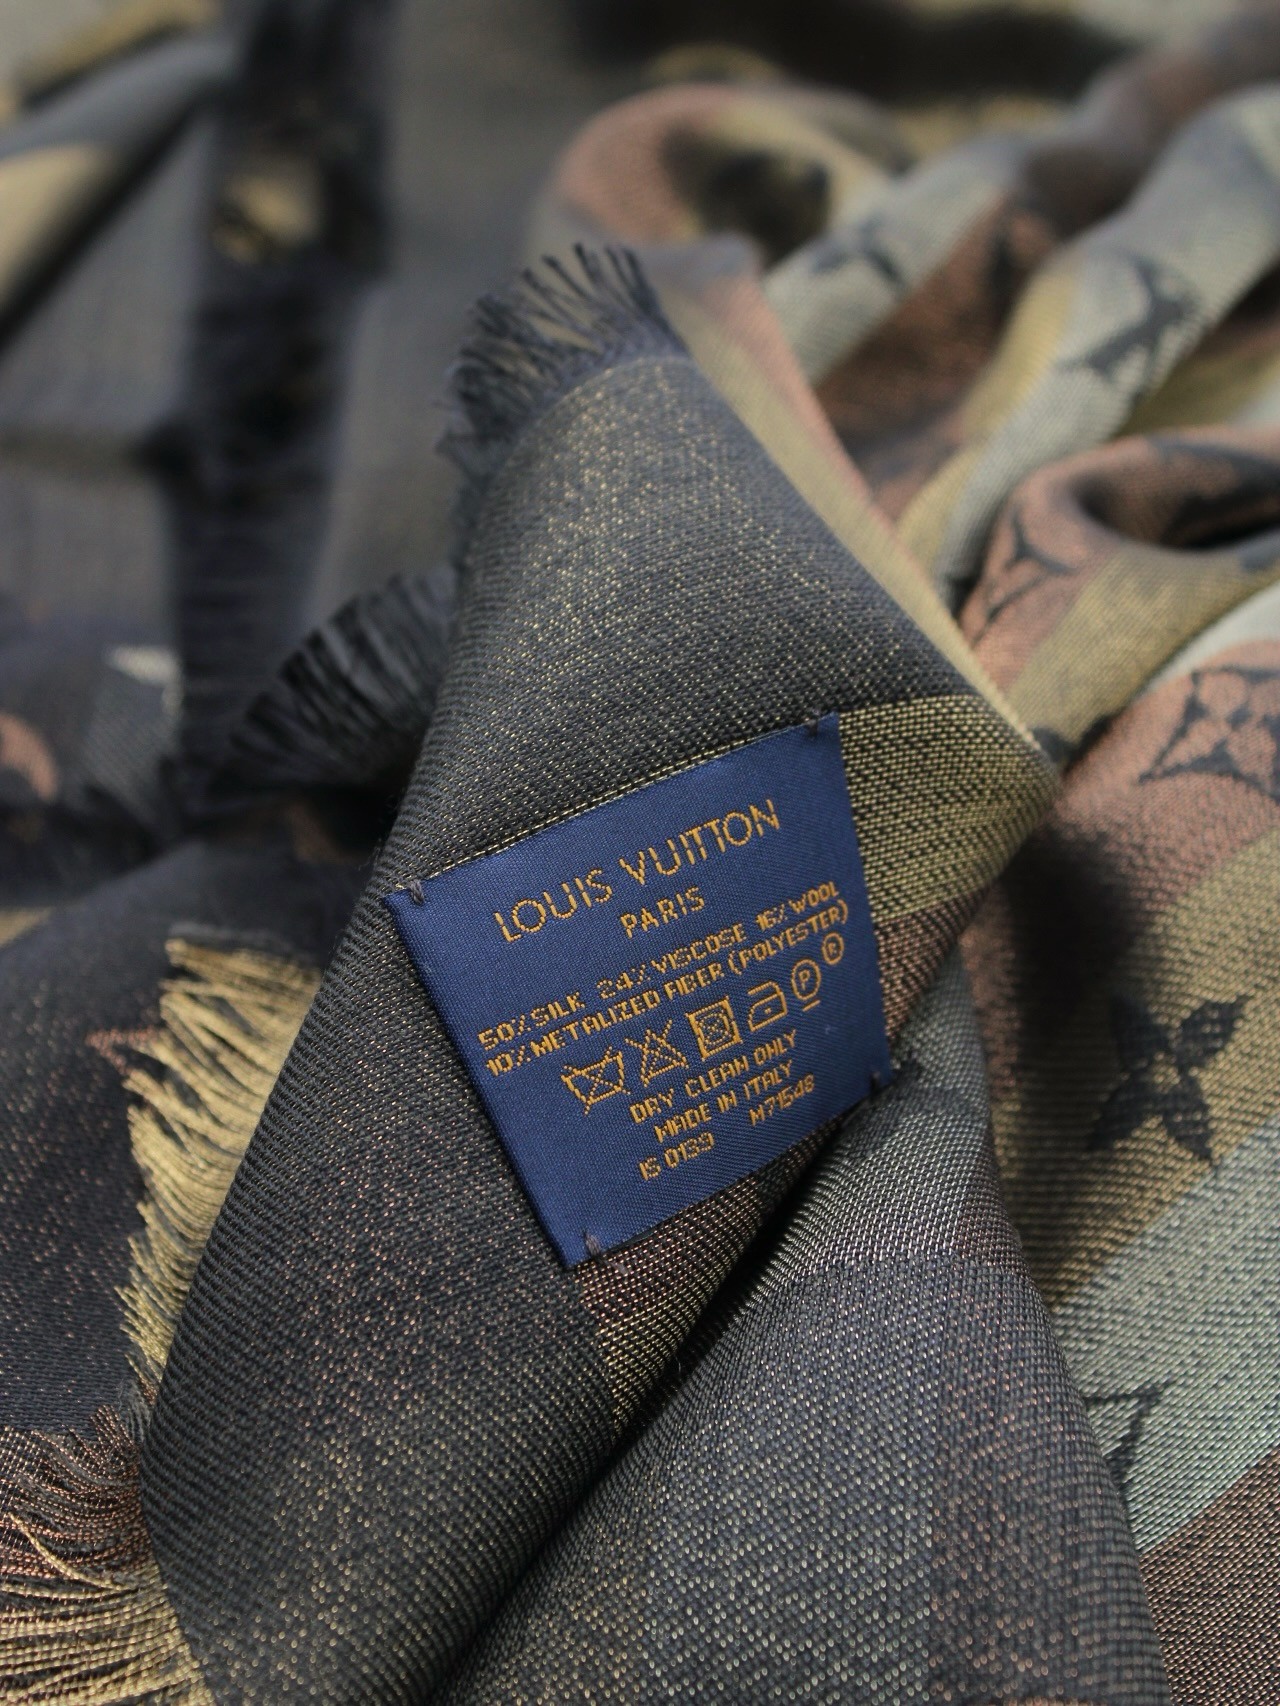 LOUIS VUITTON
PARIS
50% SILK 24% VISCOSE 16% WOOL
10% METALIZED FIBER (POLYESTER) ®
P
DRY CLEAN ONLY
MADE IN ITALY
IS 0139 M71548